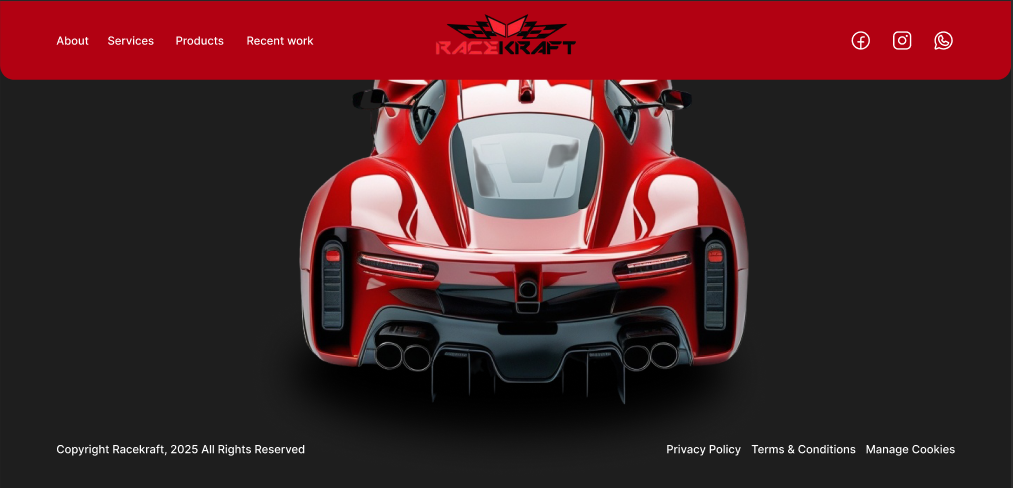 About Services Products Recent work
RACEKRAFT
Copyright Racekraft, 2025 All Rights Reserved
Privacy Policy Terms & Conditions Manage Cookies